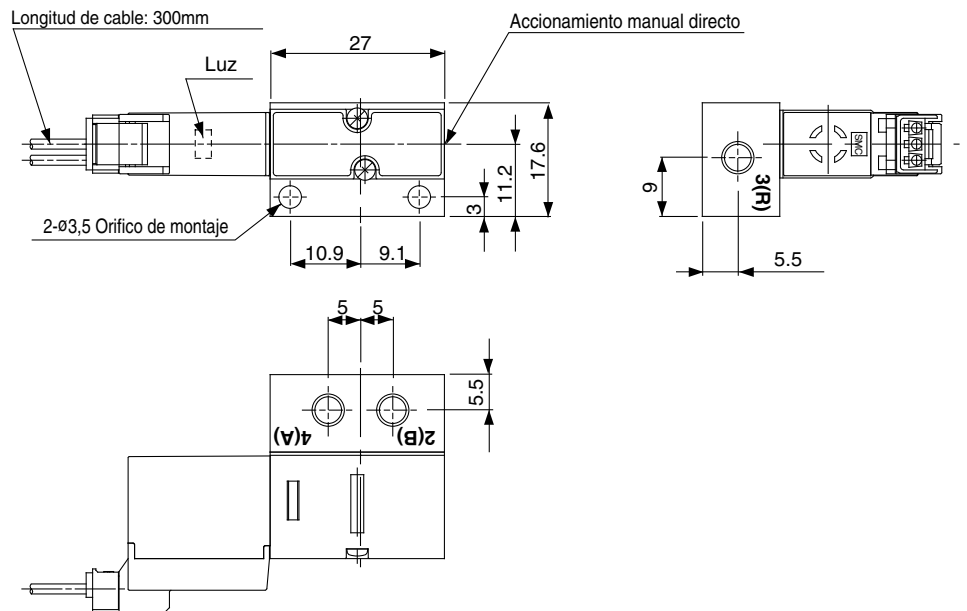 Longitud de cable: 300mm
Accionamiento manual directo
27
Luz
17.6
11.2
3
2-ø3,5 Orifico de montaje
10.9
9.1
9
3(R)
SMC
5.5
5
5
5.5
4(A)
2(B)